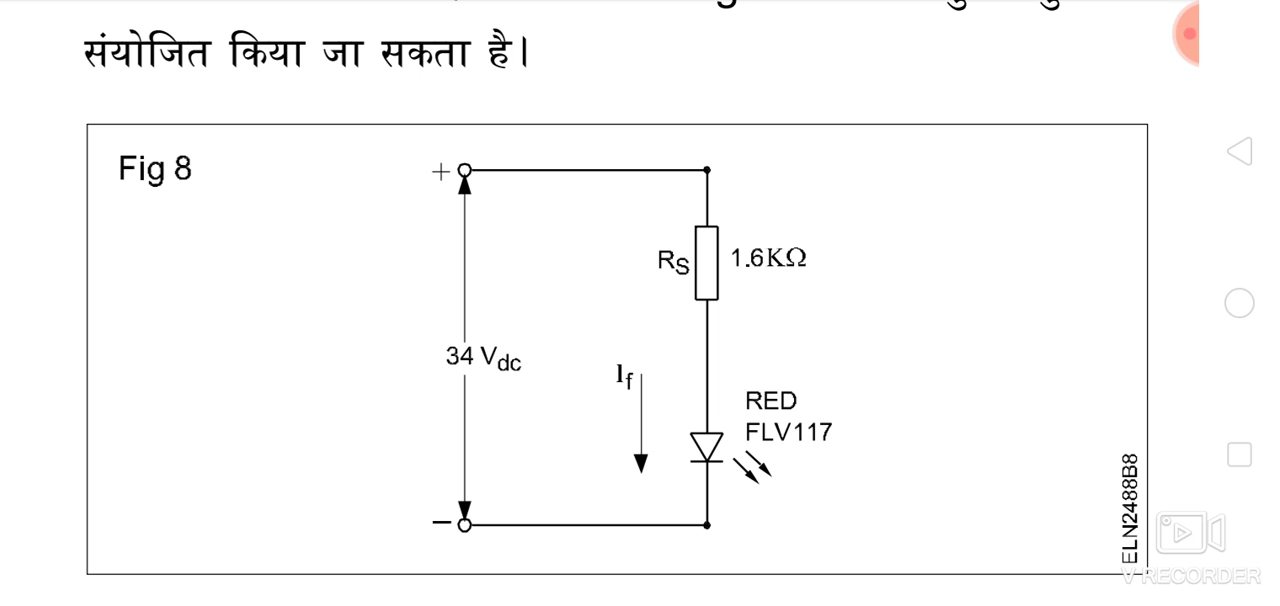 संयोजित किया जा सकता है।
Fig 8
+
RS 1.6KΩ
34 Vdc
If
RED
FLV117
−
ELN2488B8
V RECORDER